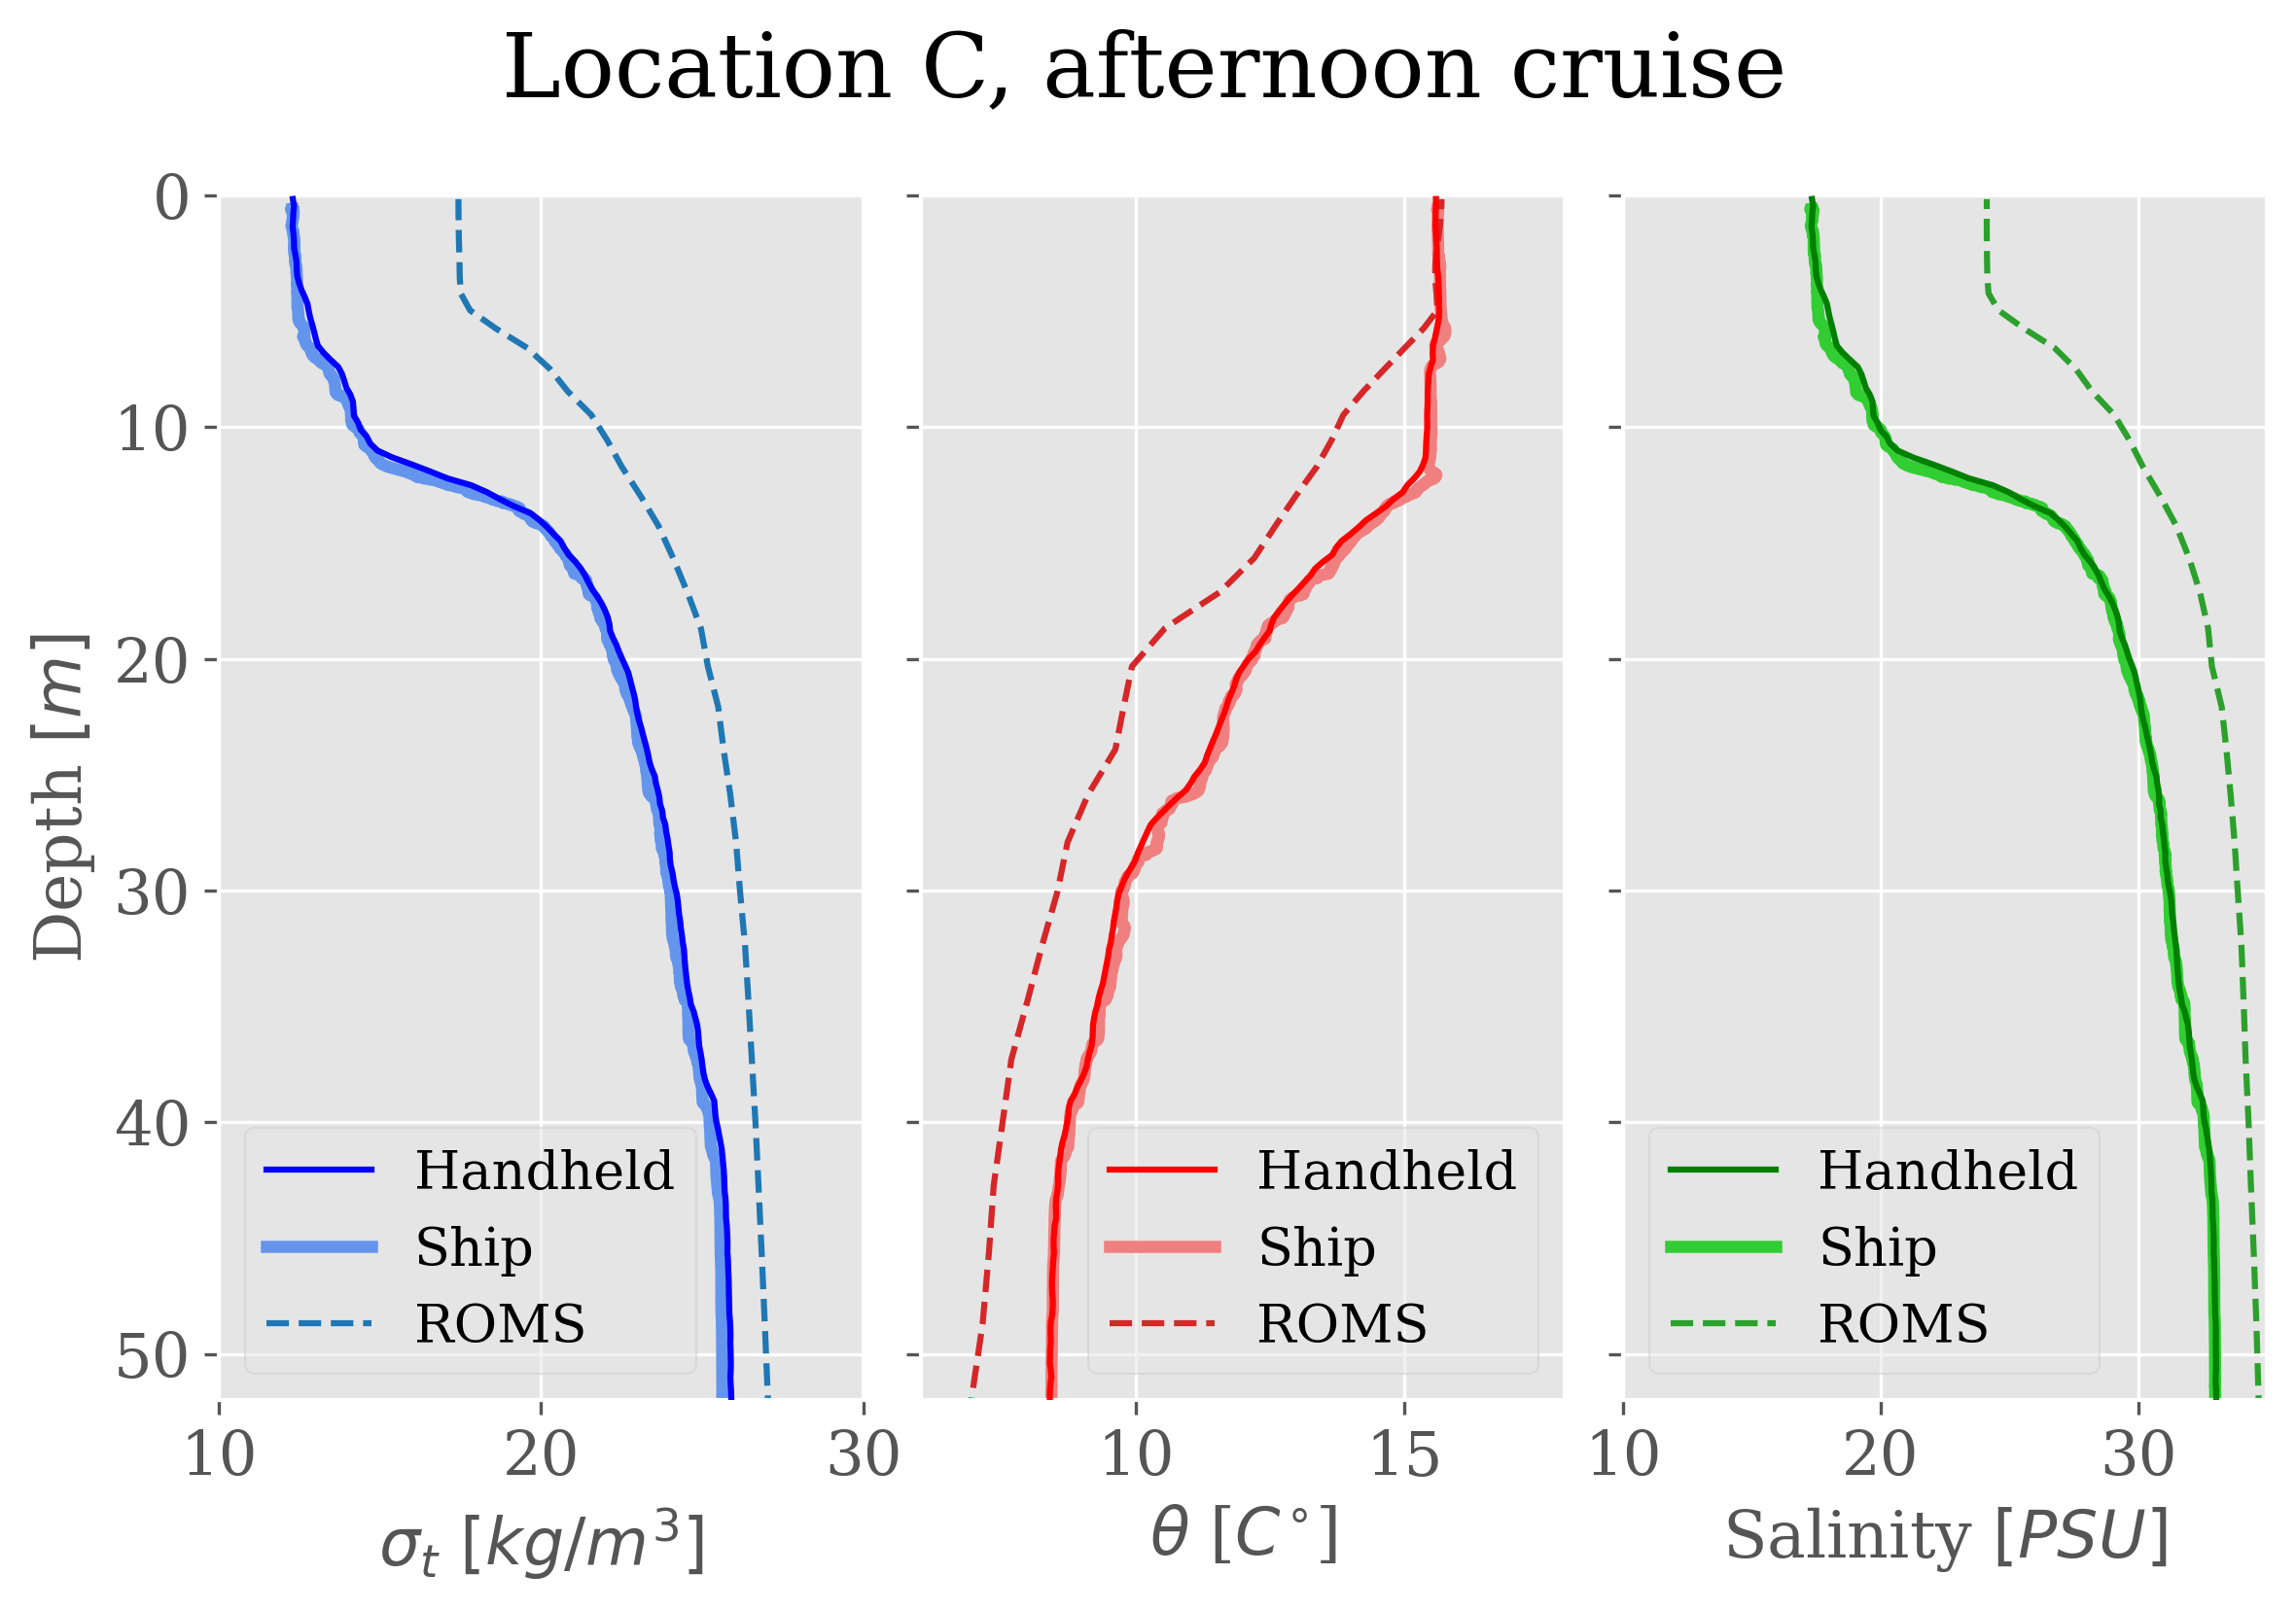 Location C, afternoon cruise
0
10
20
30
40
50
Depth [m]
Handheld
Ship
ROMS
10 20 30
σt [kg/m³]
Handheld
Ship
ROMS
10 15
θ [C°]
Handheld
Ship
ROMS
10 20 30
Salinity [PSU]